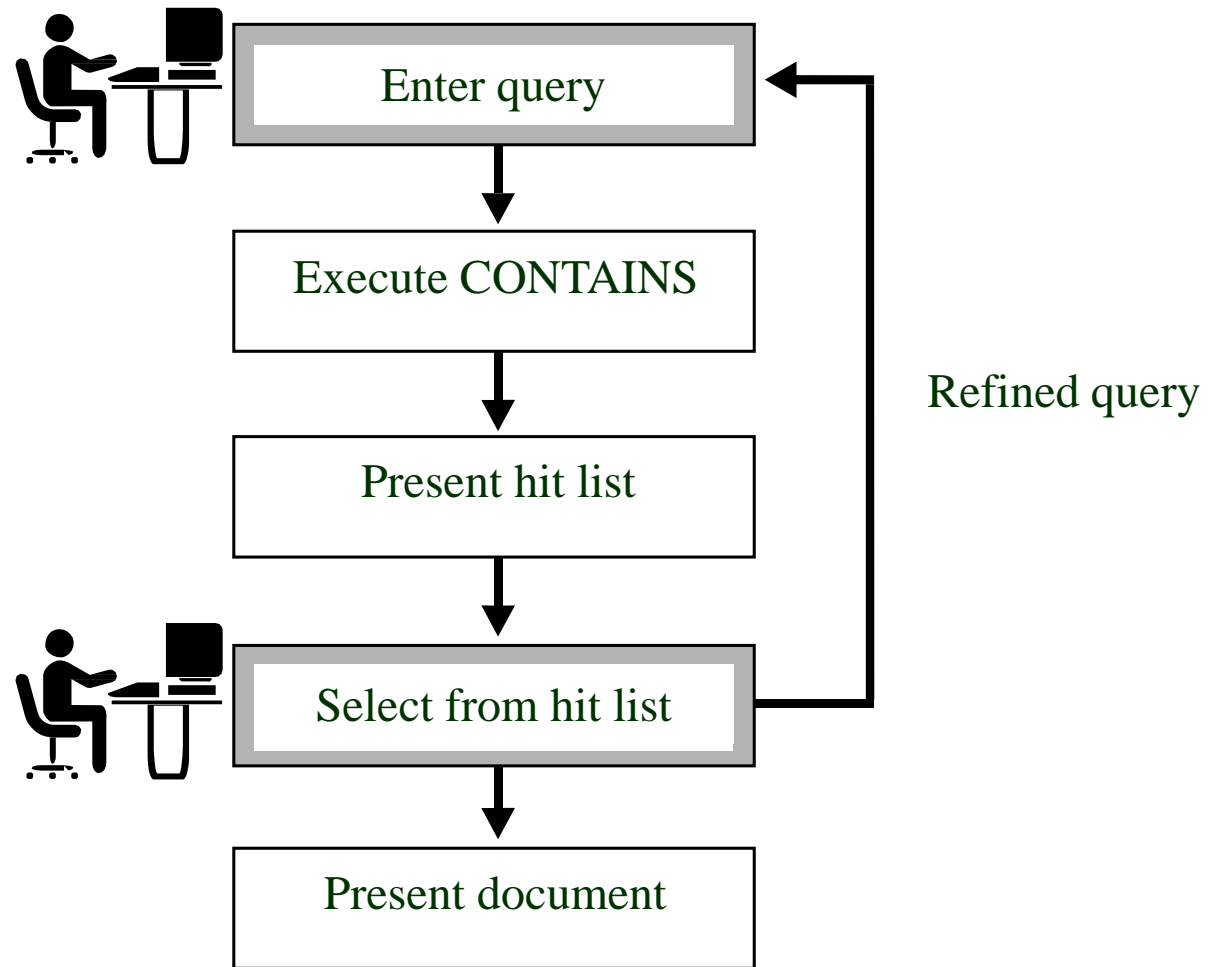 Enter query
Execute CONTAINS
Present hit list
Refined query
Select from hit list
Present document